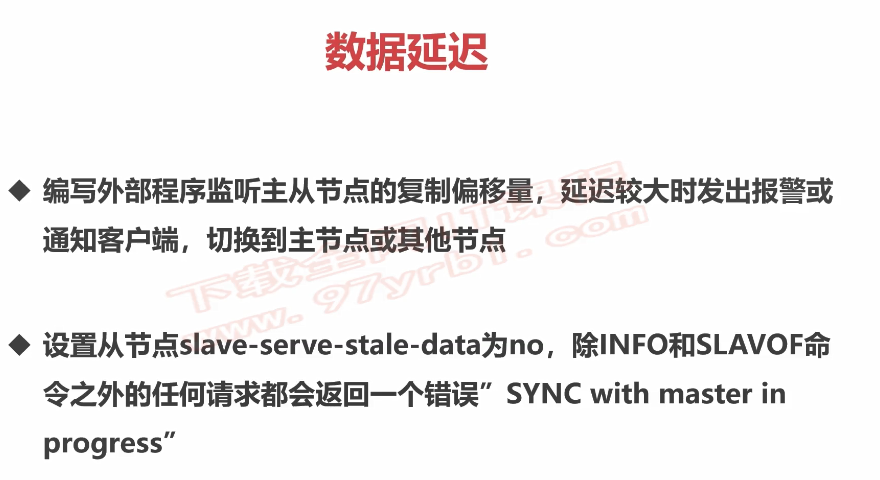 数据延迟
◆ 编写外部程序监听主从节点的复制偏移量，延迟较大时发出报警或
通知客户端，切换到主节点或其他节点
◆ 设置从节点slave-serve-stale-data为no，除INFO和SLAVOF命
令之外的任何请求都会返回一个错误”SYNC with master in
progress”
下载全网IT课程
www.97yrbt.com